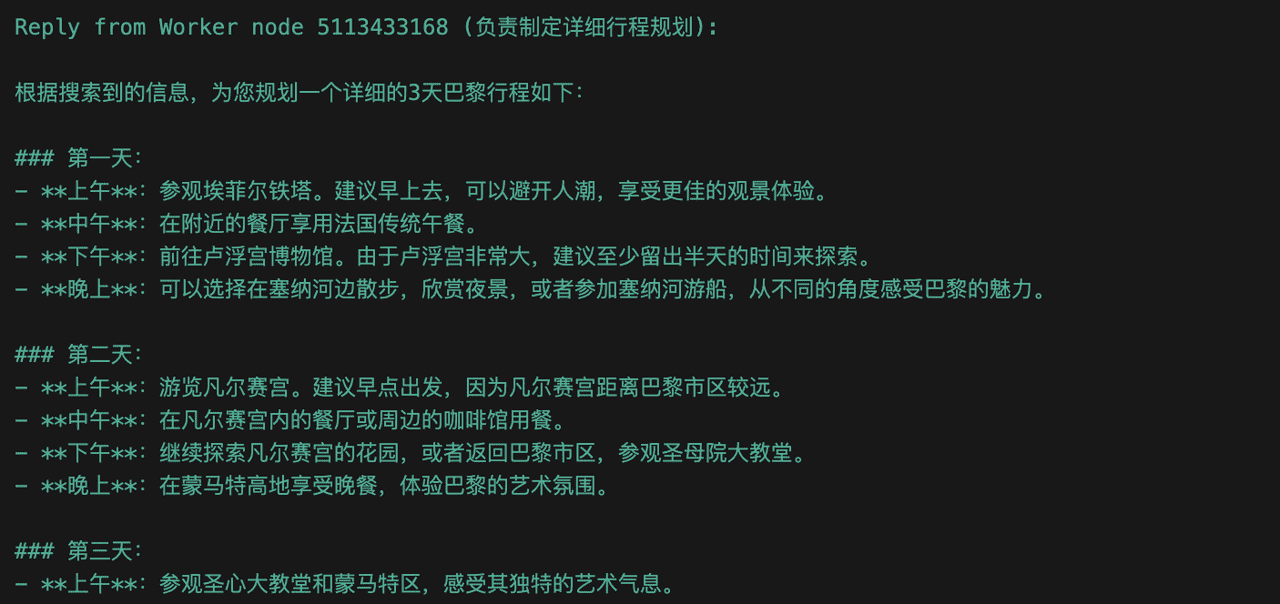 Reply from Worker node 5113433168 (负责制定详细行程规划):
根据搜索到的信息，为您规划一个详细的3天巴黎行程如下：
### 第一天：
- **上午**：参观埃菲尔铁塔。建议早上去，可以避开人潮，享受更佳的观景体验。
- **中午**：在附近的餐厅享用法国传统午餐。
- **下午**：前往卢浮宫博物馆。由于卢浮宫非常大，建议至少留出半天的时间来探索。
- **晚上**：可以选择在塞纳河边散步，欣赏夜景，或者参加塞纳河游船，从不同的角度感受巴黎的魅力。
### 第二天：
- **上午**：游览凡尔赛宫。建议早点出发，因为凡尔赛宫距离巴黎市区较远。
- **中午**：在凡尔赛宫内的餐厅或周边的咖啡馆用餐。
- **下午**：继续探索凡尔赛宫的花园，或者返回巴黎市区，参观圣母院大教堂。
- **晚上**：在蒙马特高地享受晚餐，体验巴黎的艺术氛围。
### 第三天：
- **上午**：参观圣心大教堂和蒙马特区，感受其独特的艺术气息。